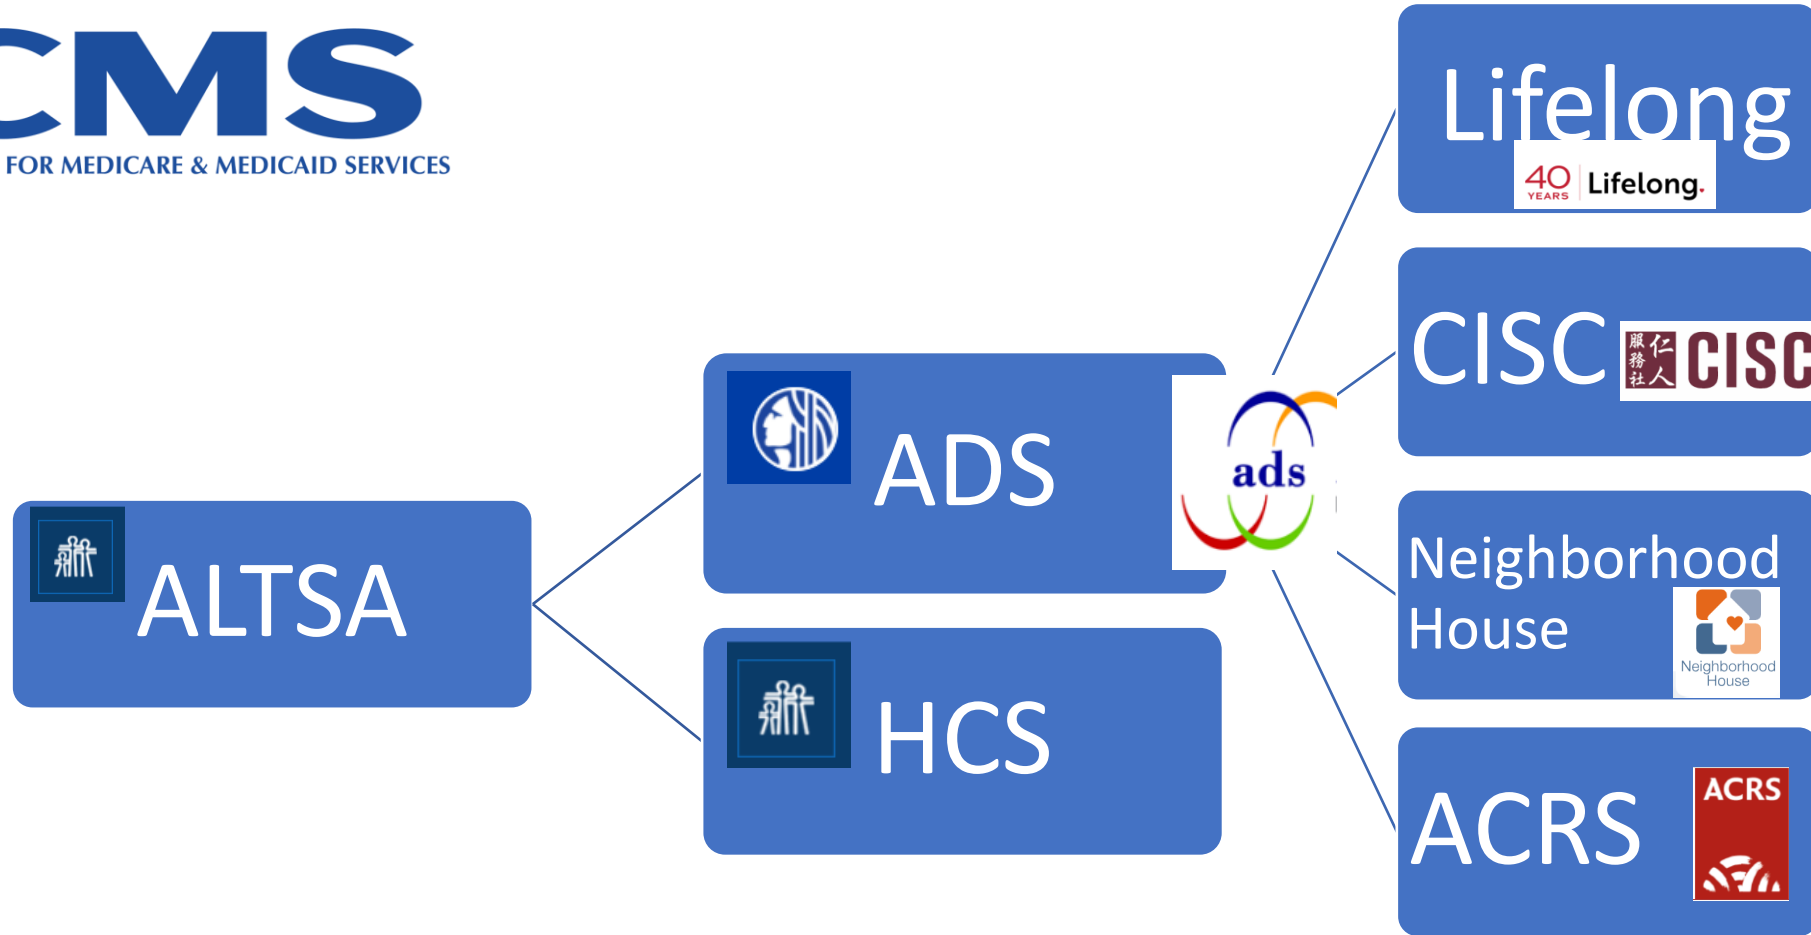 CMS
FOR MEDICARE & MEDICAID SERVICES
ALTSA
ADS
ads
HCS
Lifelong
40 YEARS Lifelong.
CISC
服務社 仁人 CISC
Neighborhood
House
Neighborhood
House
ACRS
ACRS